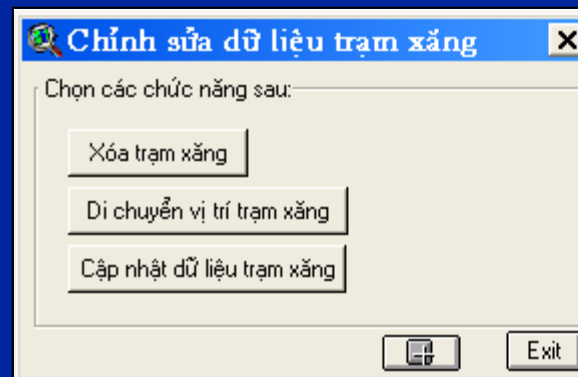 Chỉnh sửa dữ liệu trạm xăng
Chọn các chức năng sau:
Xóa trạm xăng
Di chuyển vị trí trạm xăng
Cập nhật dữ liệu trạm xăng
Exit